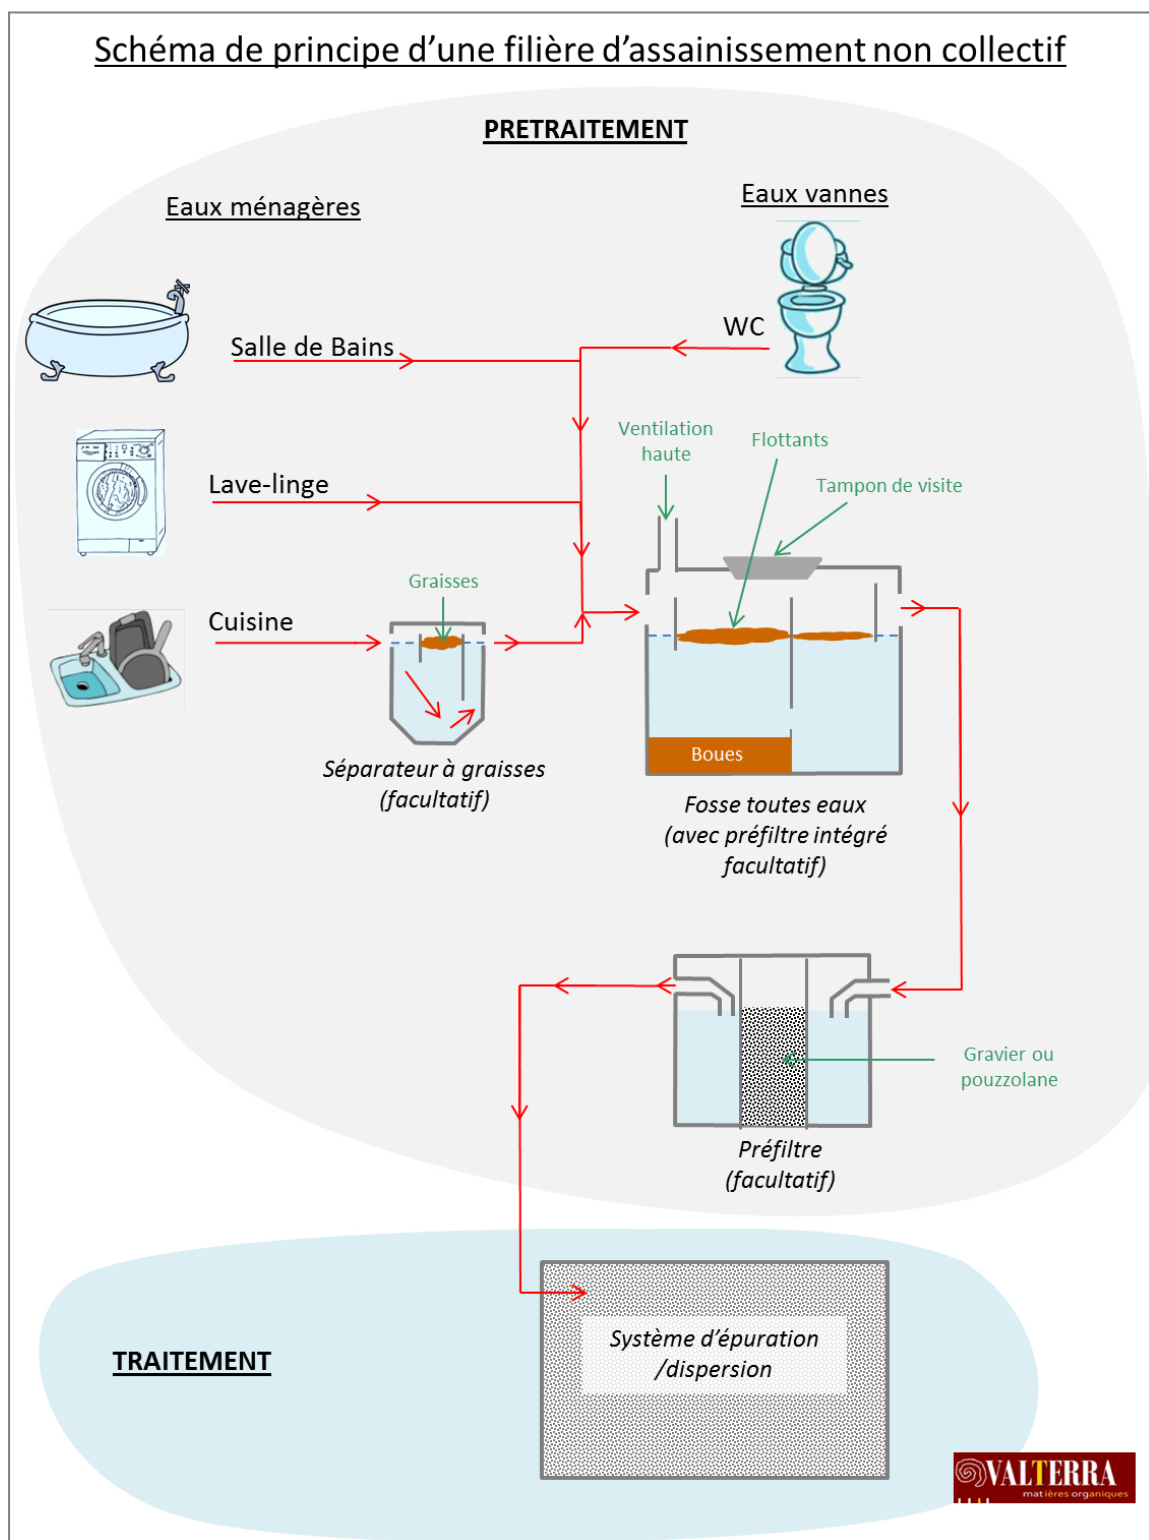 Schéma de principe d’une filière d’assainissement non collectif
PRETRAITEMENT
Eaux ménagères
Eaux vannes
WC
Salle de Bains
Ventilation
haute
Flottants
Tampon de visite
Lave-linge
Graisses
Cuisine
Boues
Séparateur à graisses
(facultatif)
Fosse toutes eaux
(avec préfiltre intégré
facultatif)
Gravier ou
pouzzolane
Préfiltre
(facultatif)
Système d’épuration
/dispersion
TRAITEMENT
VALTERRA
matières organiques